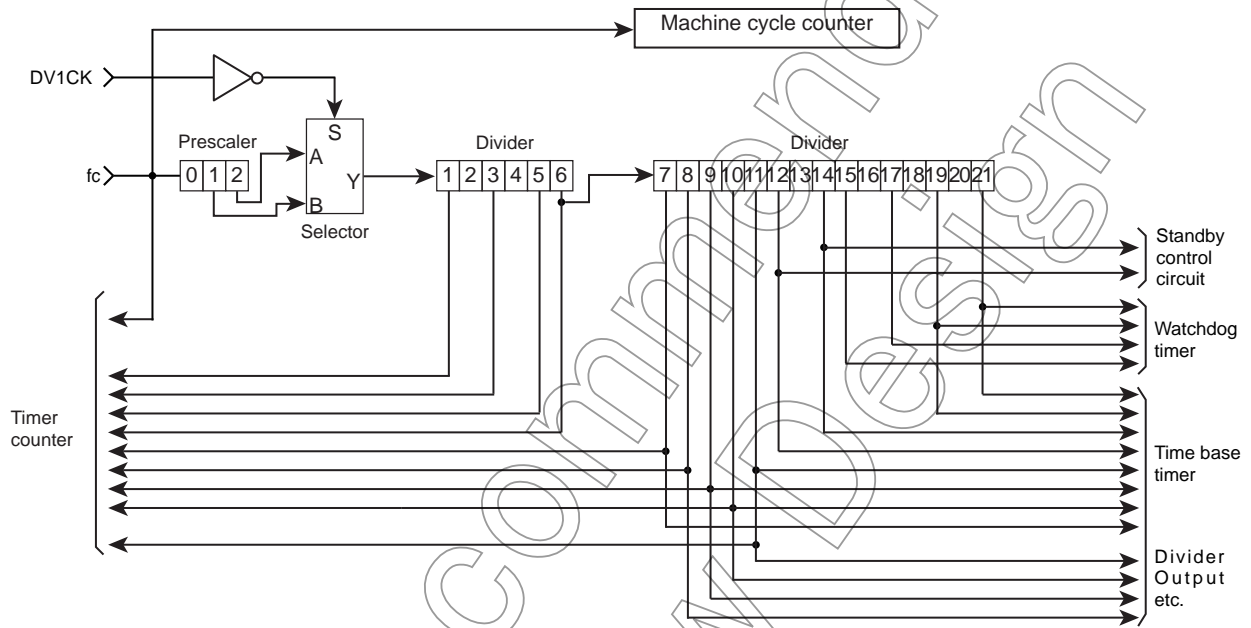 Machine cycle counter
DV1CK
S
Prescaler
Divider
Divider
A
fc
0 1 2
Y
1 2 3 4 5 6
7 8 9 10 11 12 13 14 15 16 17 18 19 20 21
B
Selector
Standby
control
circuit
Watchdog
timer
Timer
counter
Time base
timer
Divider
Output
etc.
commend
w Design